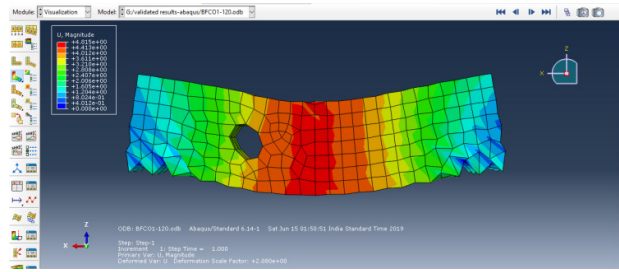 Module: Visualization Model: G:/validated results-abaqus/BFCO1-120.odb
U, Magnitude
+4.815e+00
+4.413e+00
+4.012e+00
+3.611e+00
+3.210e+00
+2.808e+00
+2.407e+00
+2.006e+00
+1.605e+00
+1.204e+00
+8.024e-01
+4.012e-01
+0.000e+00
Z
X
Z
X
ODB: BFCO1-120.odb Abaqus/Standard 6.14-1 Sat Jun 15 01:50:51 India Standard Time 2019
Step: Step-1
Increment 1: Step Time = 1.000
Primary Var: U, Magnitude
Deformed Var: U Deformation Scale Factor: +2.000e+00